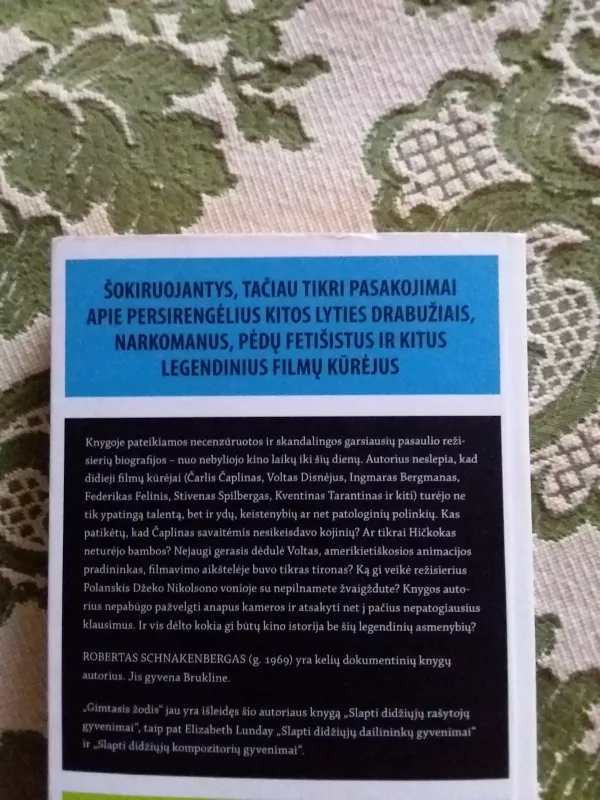 ŠOKIRUOJANTYS, TAČIAU TIKRI PASAKOJIMAI
APIE PERSIRENGĖLIUS KITOS LYTIES DRABUŽIAIS,
NARKOMANUS, PĖDŲ FETIŠISTUS IR KITUS
LEGENDINIUS FILMŲ KŪRĖJUS
Knygoje pateikiamos necenzūruotos ir skandalingos garsiausių pasaulio reži-
sierių biografijos – nuo nebyliojo kino laikų iki šių dienų. Autorius neslepia, kad
didieji filmų kūrėjai (Čarlis Čaplinas, Voltas Disnėjus, Ingmaras Bergmanas,
Federikas Felinis, Stivenas Spilbergas, Kventinas Tarantinas ir kiti) turėjo ne
tik ypatingą talentą, bet ir ydų, keistenybių ar net patologinių polinkių. Kas
patikėtų, kad Čaplinas savaitėmis nesikeisdavo kojinių? Ar tikrai Hičkokas
neturėjo bambos? Nejaugi gerasis dėdulė Voltas, amerikietiškosios animacijos
pradininkas, filmavimo aikštelėje buvo tikras tironas? Ką gi veikė režisierius
Polanskis Džeko Nikolsono vonioje su nepilnamete žvaigždute? Knygos auto-
rius nepabūgo pažvelgti anapus kameros ir atsakyti net į pačius nepatogiausius
klausimus. Ir vis dėlto kokia gi būtų kino istorija be šių legendinių asmenybių?
ROBERTAS SCHNAKENBERGAS (g. 1969) yra kelių dokumentinių knygų
autorius. Jis gyvena Brukline.
„Gimtasis žodis“ jau yra išleidęs šio autoriaus knygą „Slapti didžiųjų rašytojų
gyvenimai“, taip pat Elizabeth Lunday „Slapti didžiųjų dailininkų gyvenimai“
ir „Slapti didžiųjų kompozitorių gyvenimai“.